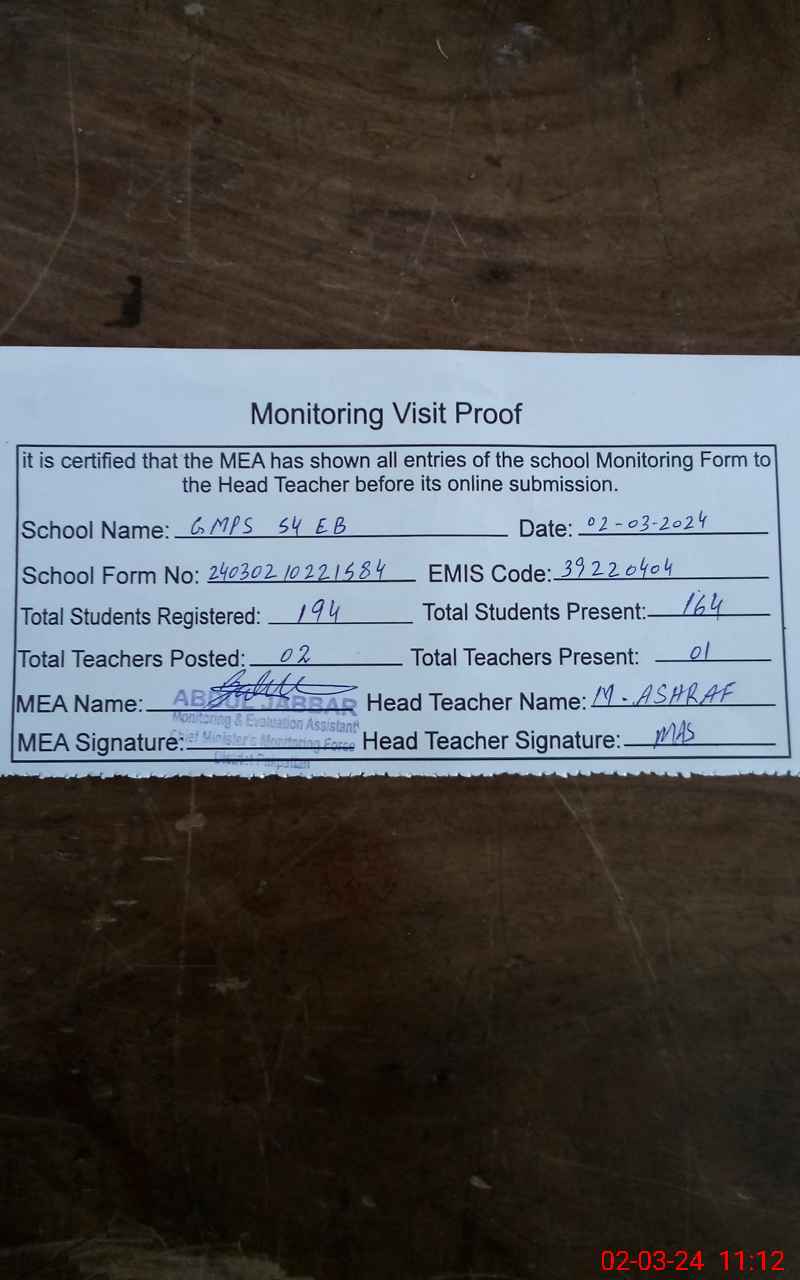 Monitoring Visit Proof
it is certified that the MEA has shown all entries of the school Monitoring Form to
the Head Teacher before its online submission.
School Name: GMPS 54 EB Date: 02-03-2024
School Form No: 24030210221584 EMIS Code: 39220404
Total Students Registered: 194 Total Students Present: 164
Total Teachers Posted: 02 Total Teachers Present: 01
MEA Name: ABDUL JABBAR Head Teacher Name: M. ASHRAF
Monitoring & Evaluation Assistant
MEA Signature: Chief Minister's Monitoring Force Head Teacher Signature: MAS
District Pakpattan
02-03-24 11:12